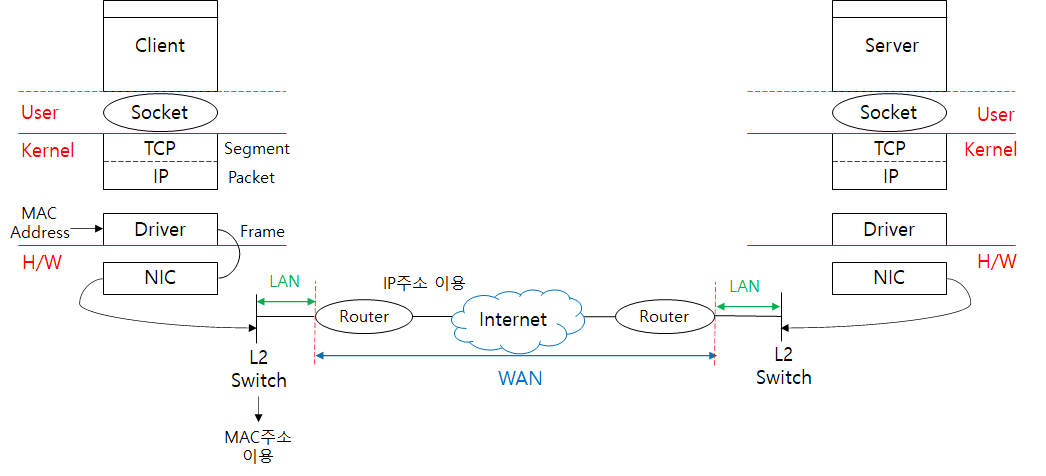 Client
Server
User
Socket
Socket
User
Kernel
TCP
Segment
TCP
Kernel
IP
Packet
IP
MAC
Address
Driver
Frame
Driver
H/W
NIC
NIC
H/W
LAN
IP주소 이용
LAN
Router
Internet
Router
L2
Switch
WAN
L2
Switch
MAC주소
이용